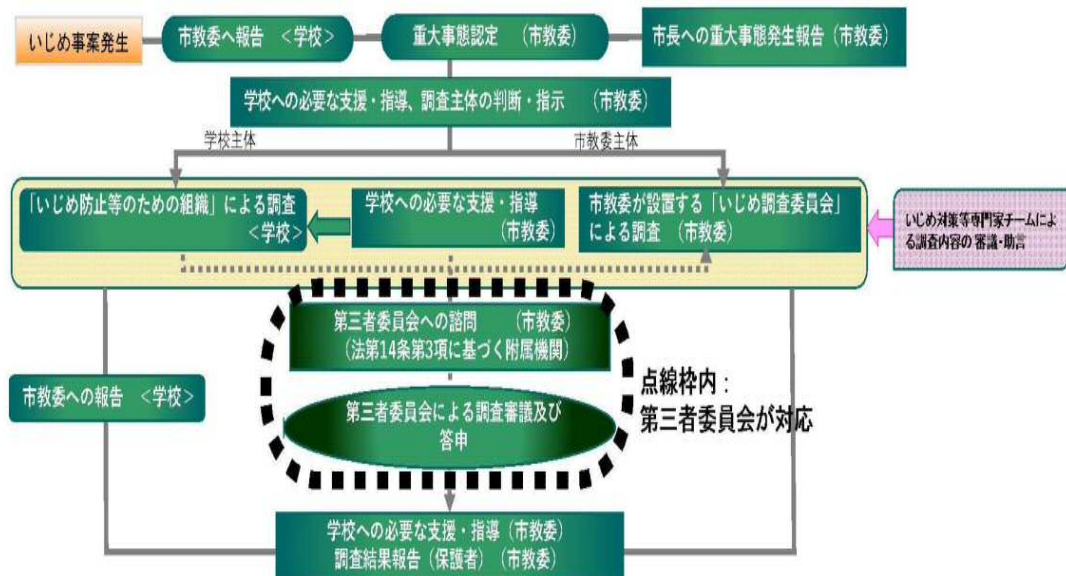 いじめ事案発生
市教委へ報告 <学校>
重大事態認定 (市教委)
市長への重大事態発生報告(市教委)
学校への必要な支援・指導、調査主体の判断・指示 (市教委)
学校主体
市教委主体
「いじめ防止等のための組織」による調査
<学校>
学校への必要な支援・指導
(市教委)
市教委が設置する「いじめ調査委員会」
による調査 (市教委)
いじめ対策等専門家チームによ
る調査内容の審議・助言
第三者委員会への諮問 (市教委)
(法第14条第3項に基づく附属機関)
市教委への報告 <学校>
第三者委員会による調査審議及び
答申
点線枠内:
第三者委員会が対応
学校への必要な支援・指導(市教委)
調査結果報告(保護者) (市教委)